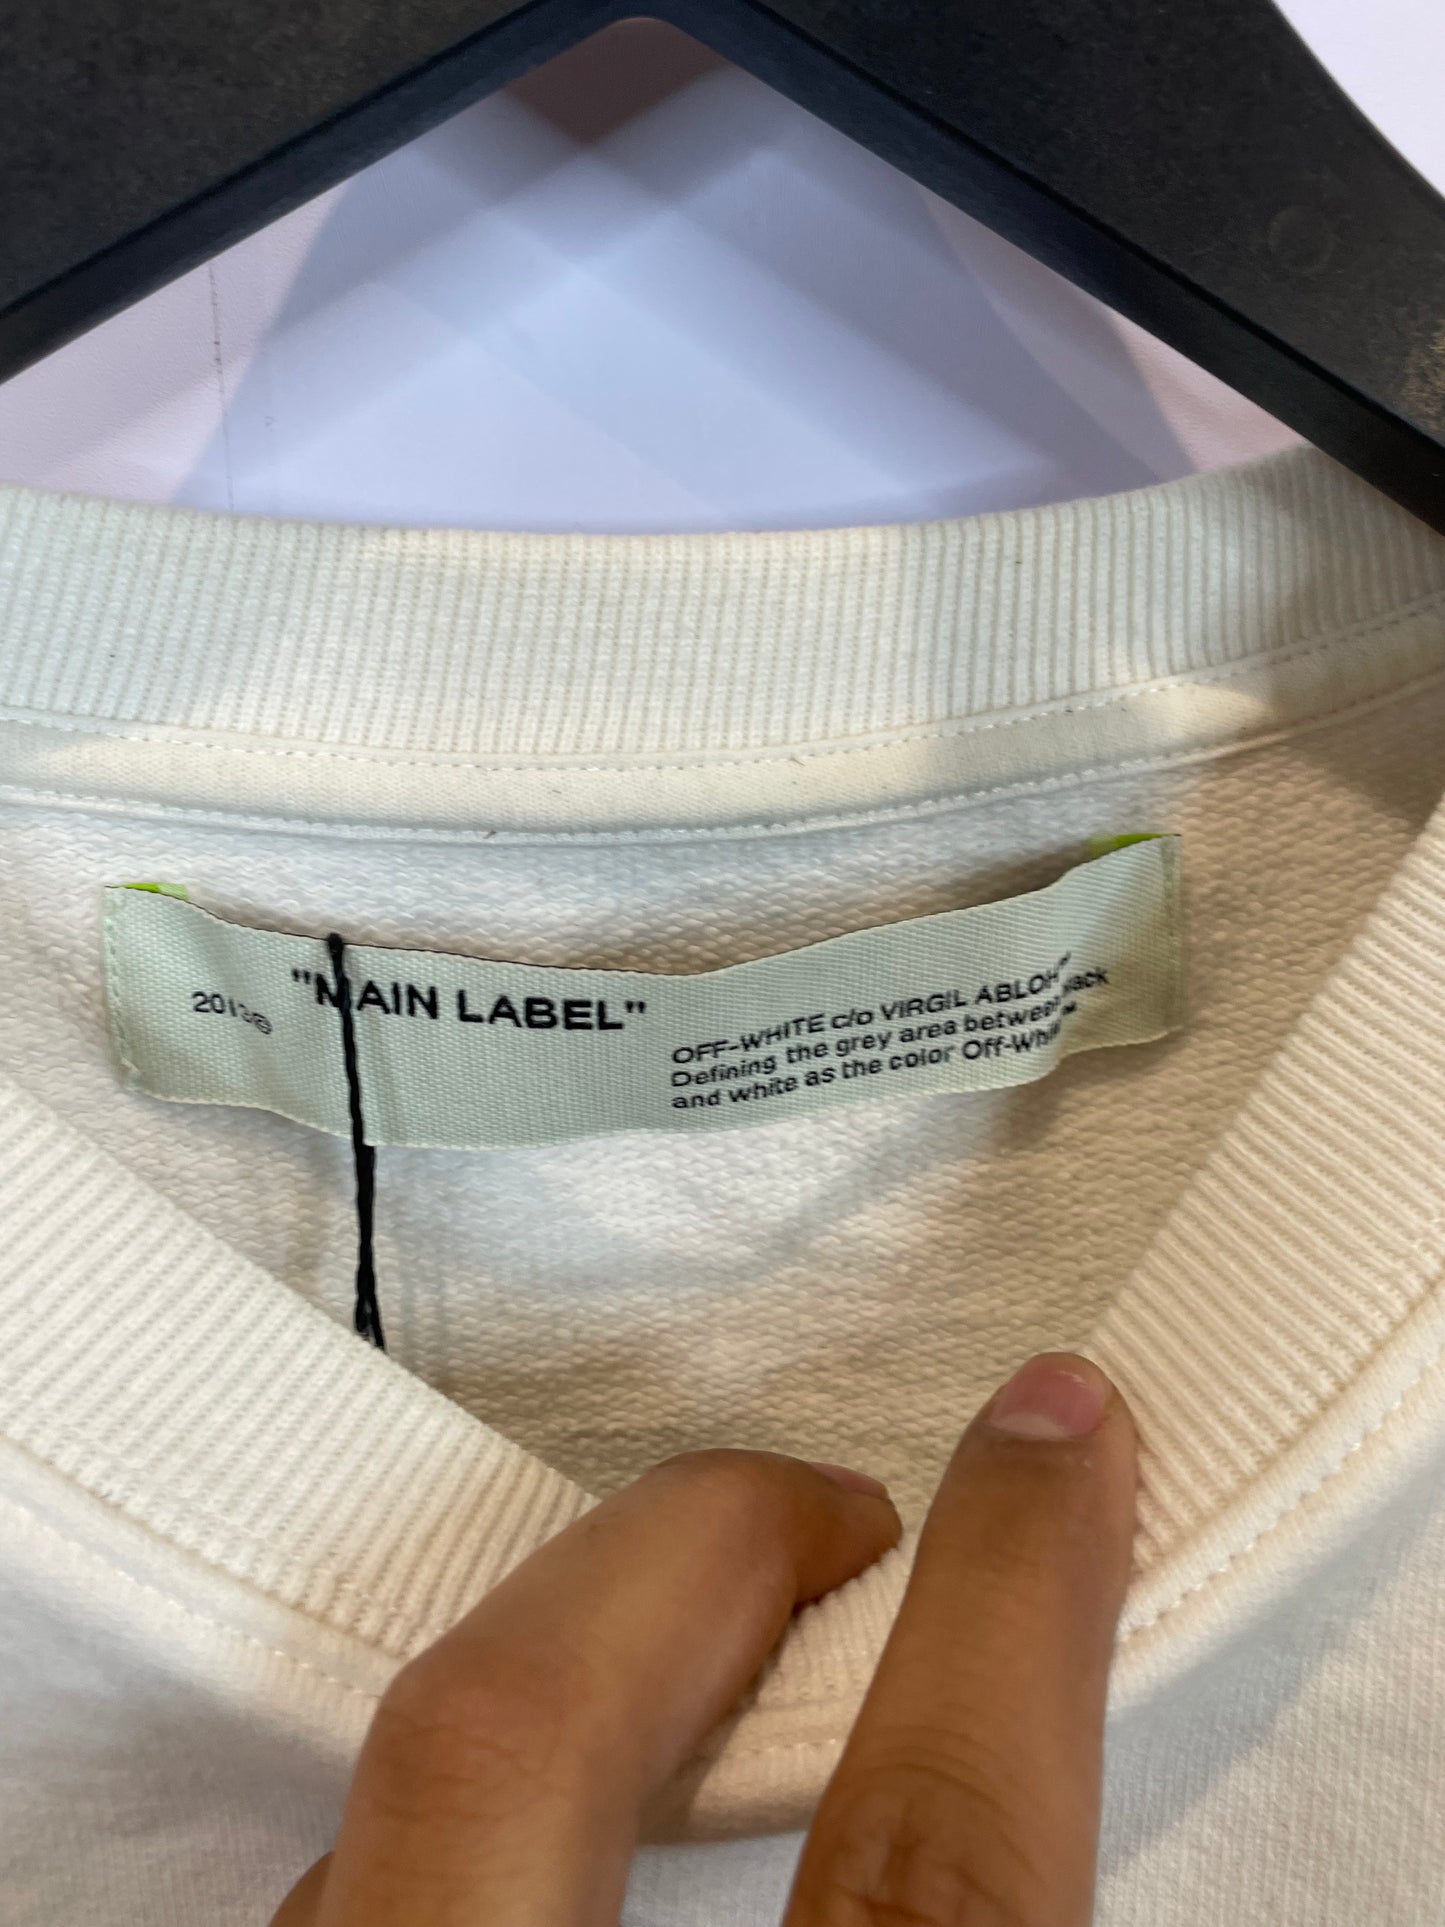 "MAIN LABEL"
2013®
OFF-WHITE c/o VIRGIL ABLOH™
Defining the grey area between black
and white as the color Off-White™